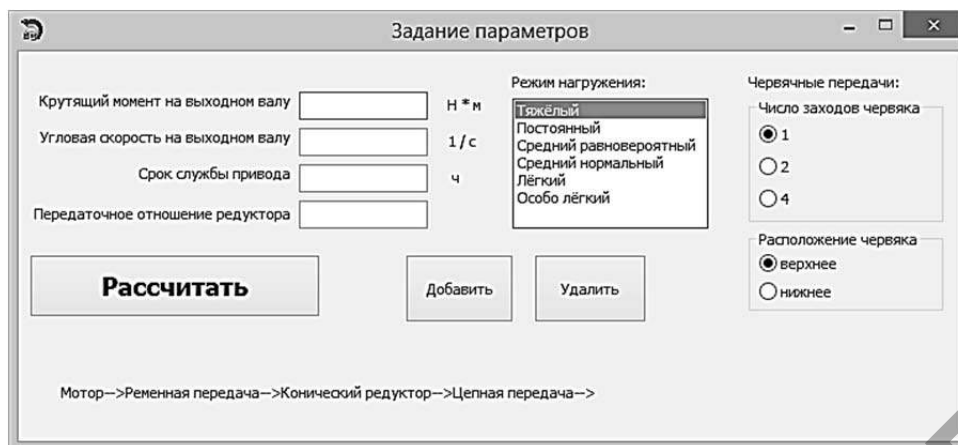 Задание параметров
Крутящий момент на выходном валу
Н * м
Угловая скорость на выходном валу
1/с
Срок службы привода
ч
Передаточное отношение редуктора
Режим нагружения:
Тяжёлый
Постоянный
Средний равновероятный
Средний нормальный
Лёгкий
Особо лёгкий
Червячные передачи:
Число заходов червяка
1
2
4
Расположение червяка
верхнее
нижнее
Рассчитать
Добавить
Удалить
Мотор-->Ременная передача-->Конический редуктор-->Цепная передача-->